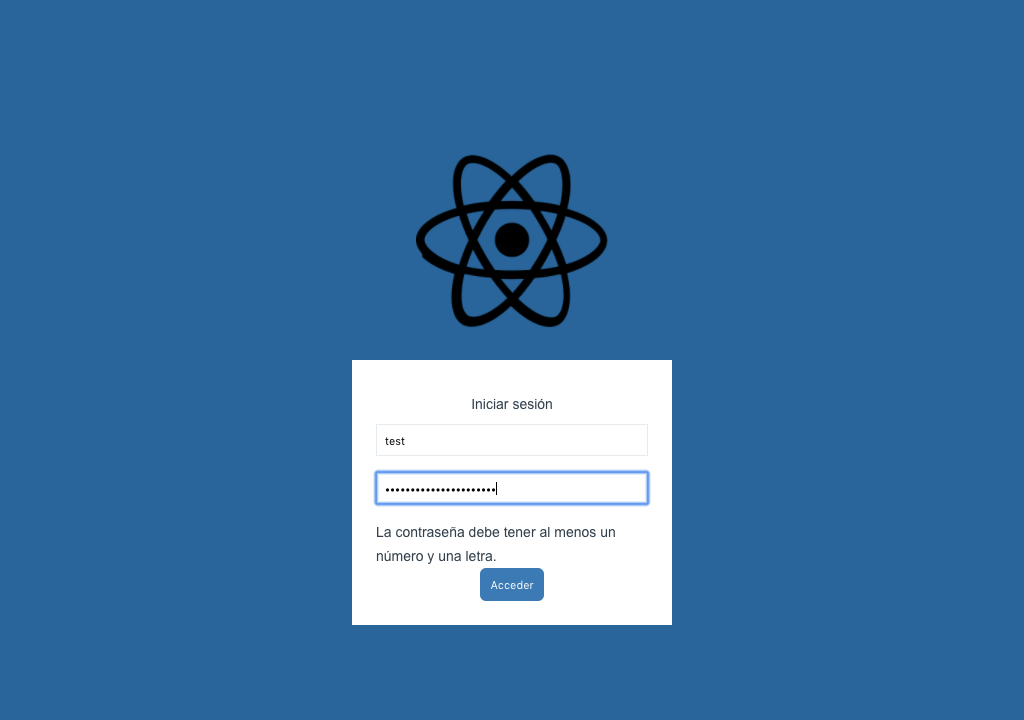 Iniciar sesión
test
••••••••••••••••••••••
La contraseña debe tener al menos un
número y una letra.
Acceder